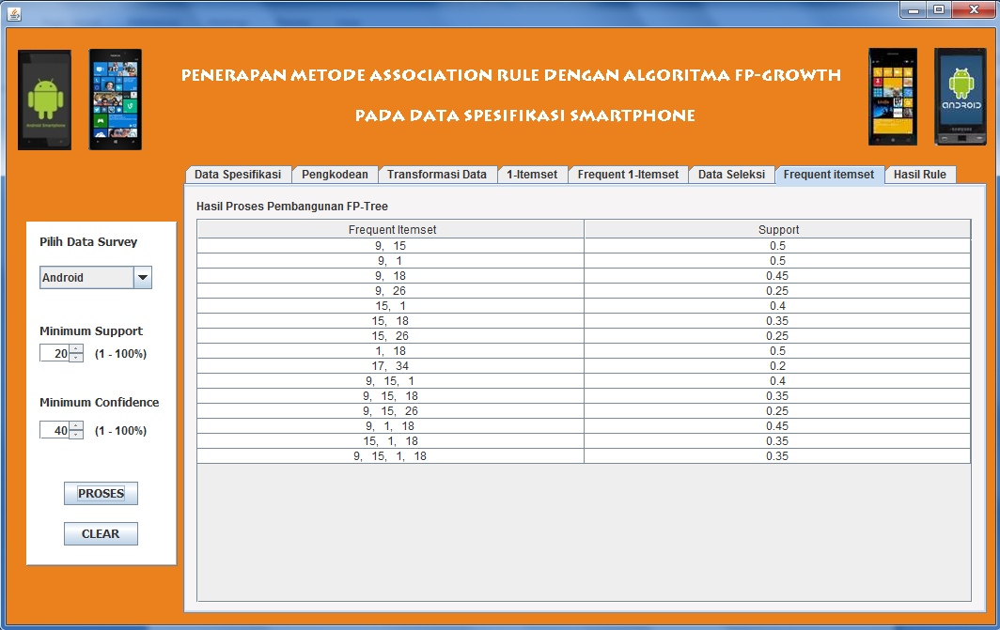 PENERAPAN METODE ASSOCIATION RULE DENGAN ALGORITMA FP-GROWTH
PADA DATA SPESIFIKASI SMARTPHONE
Android Smartphone
ANDROID
SAMSUNG
Data Spesifikasi Pengkodean Transformasi Data 1-Itemset Frequent 1-Itemset Data Seleksi Frequent itemset Hasil Rule
Pilih Data Survey
Android
Minimum Support
20 (1 - 100%)
Minimum Confidence
40 (1 - 100%)
PROSES
CLEAR
Hasil Proses Pembangunan FP-Tree
Frequent Itemset Support
9, 15 0.5
9, 1 0.5
9, 18 0.45
9, 26 0.25
15, 1 0.4
15, 18 0.35
15, 26 0.25
1, 18 0.5
17, 34 0.2
9, 15, 1 0.4
9, 15, 18 0.35
9, 15, 26 0.25
9, 1, 18 0.45
15, 1, 18 0.35
9, 15, 1, 18 0.35